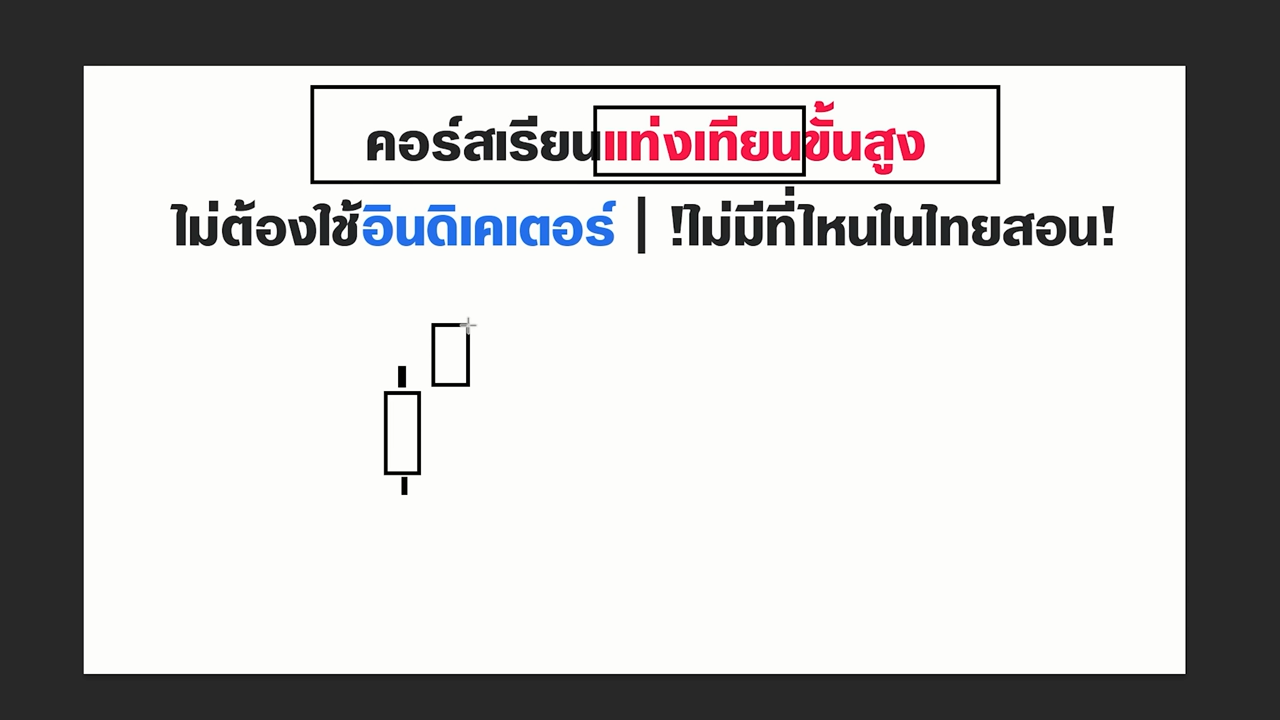 คอร์สเรียนแท่งเทียนขั้นสูง
ไม่ต้องใช้อินดิเคเตอร์ | !ไม่มีที่ไหนในไทยสอน!